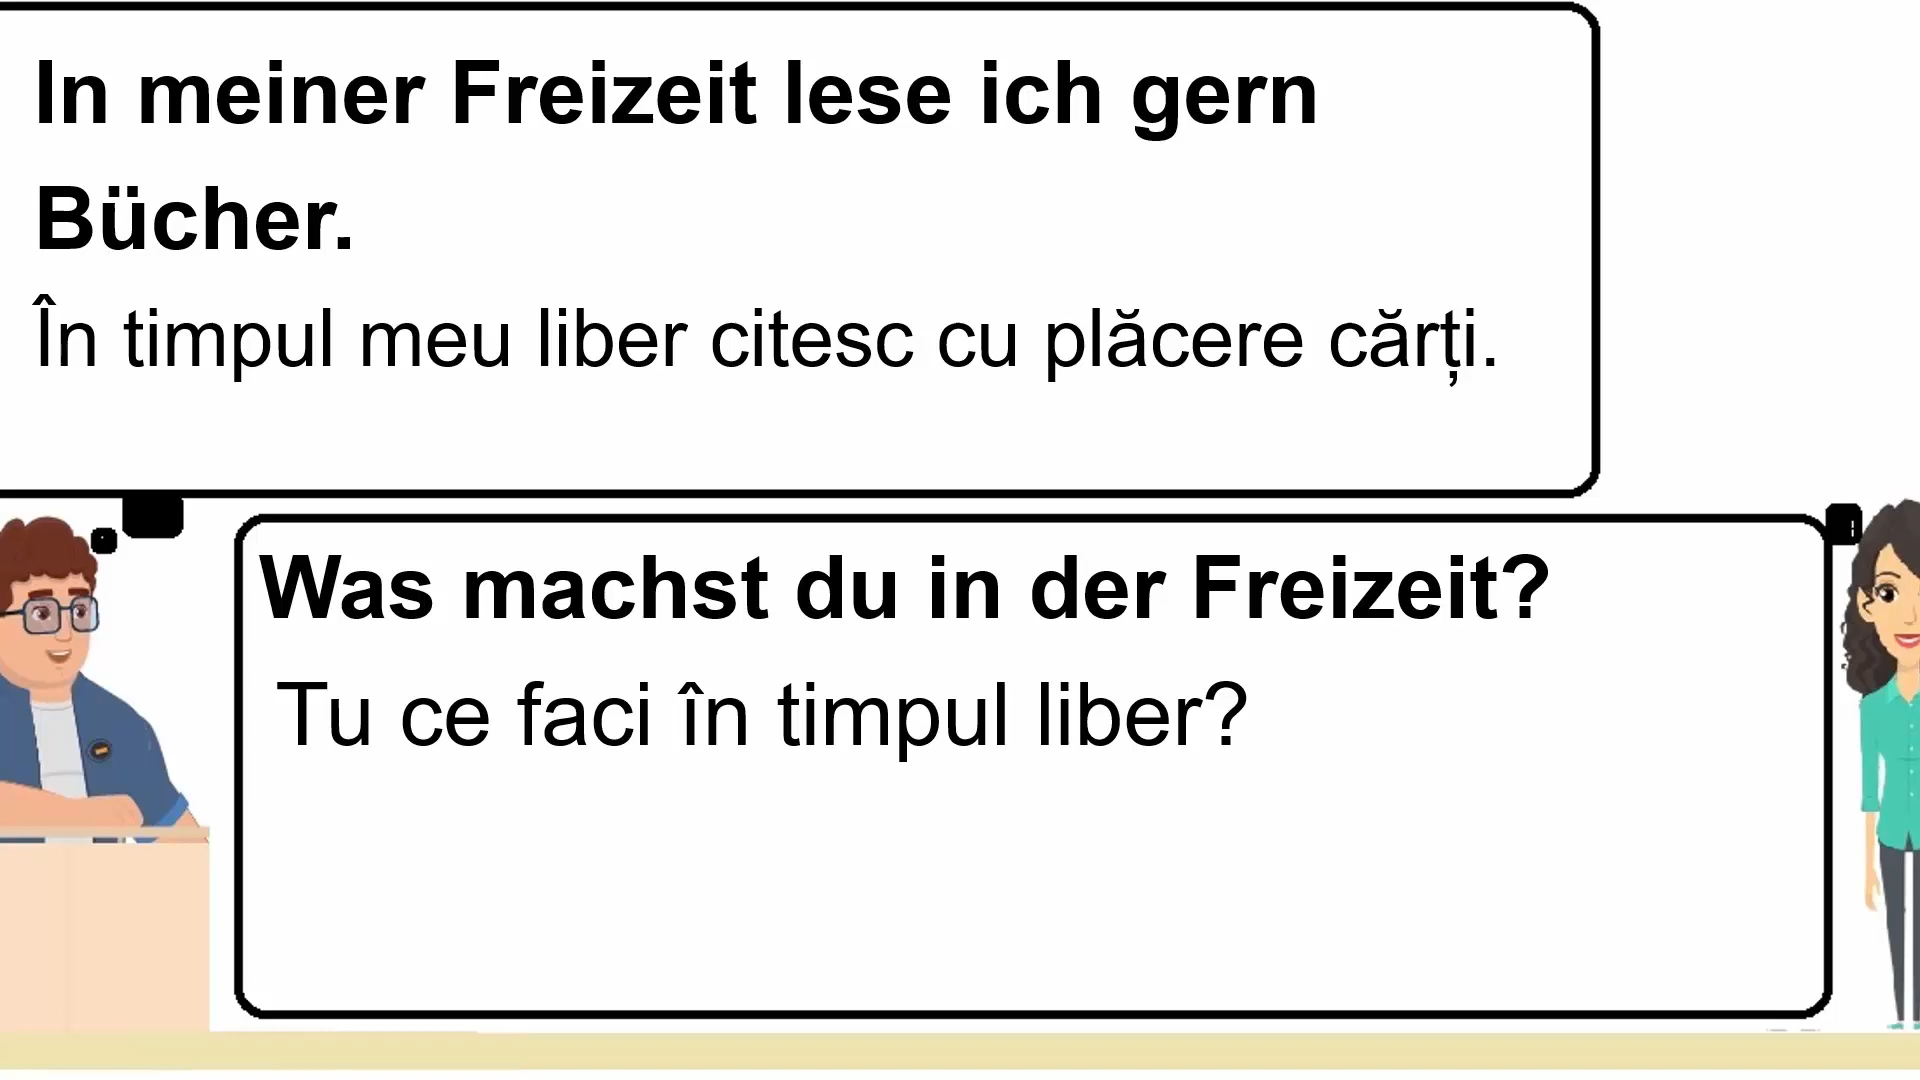 In meiner Freizeit lese ich gern
Bücher.
În timpul meu liber citesc cu plăcere cărți.
Was machst du in der Freizeit?
Tu ce faci în timpul liber?